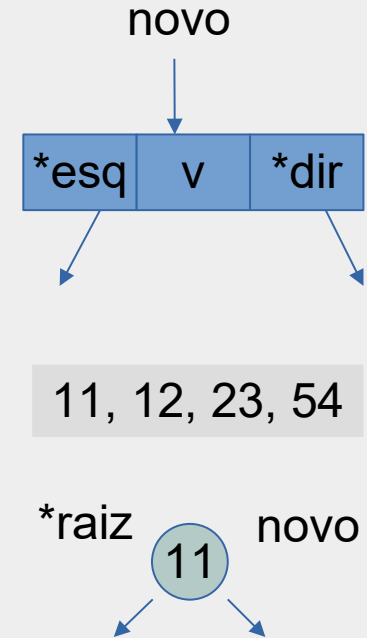 novo
*esq v *dir
11, 12, 23, 54
*raiz novo
11